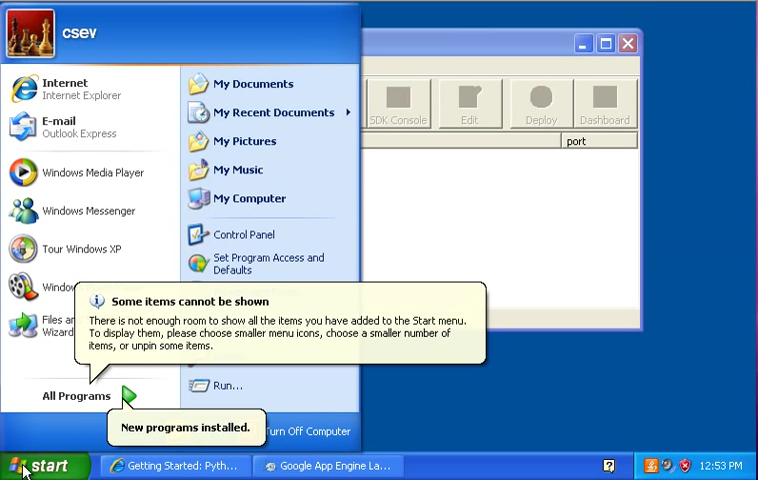 csev
Internet
Internet Explorer
E-mail
Outlook Express
Windows Media Player
Windows Messenger
Tour Windows XP
Files
Wizard
All Programs
My Documents
My Recent Documents
My Pictures
My Music
My Computer
Control Panel
Set Program Access and
Defaults
Run...
Turn Off Computer
SDK Console
Edit
Deploy
Dashboard
port
Some items cannot be shown
There is not enough room to show all the items you have added to the Start menu.
To display them, please choose smaller menu icons, choose a smaller number of
items, or unpin some items.
New programs installed.
start
Getting Started: Pyth...
Google App Engine La...
12:53 PM